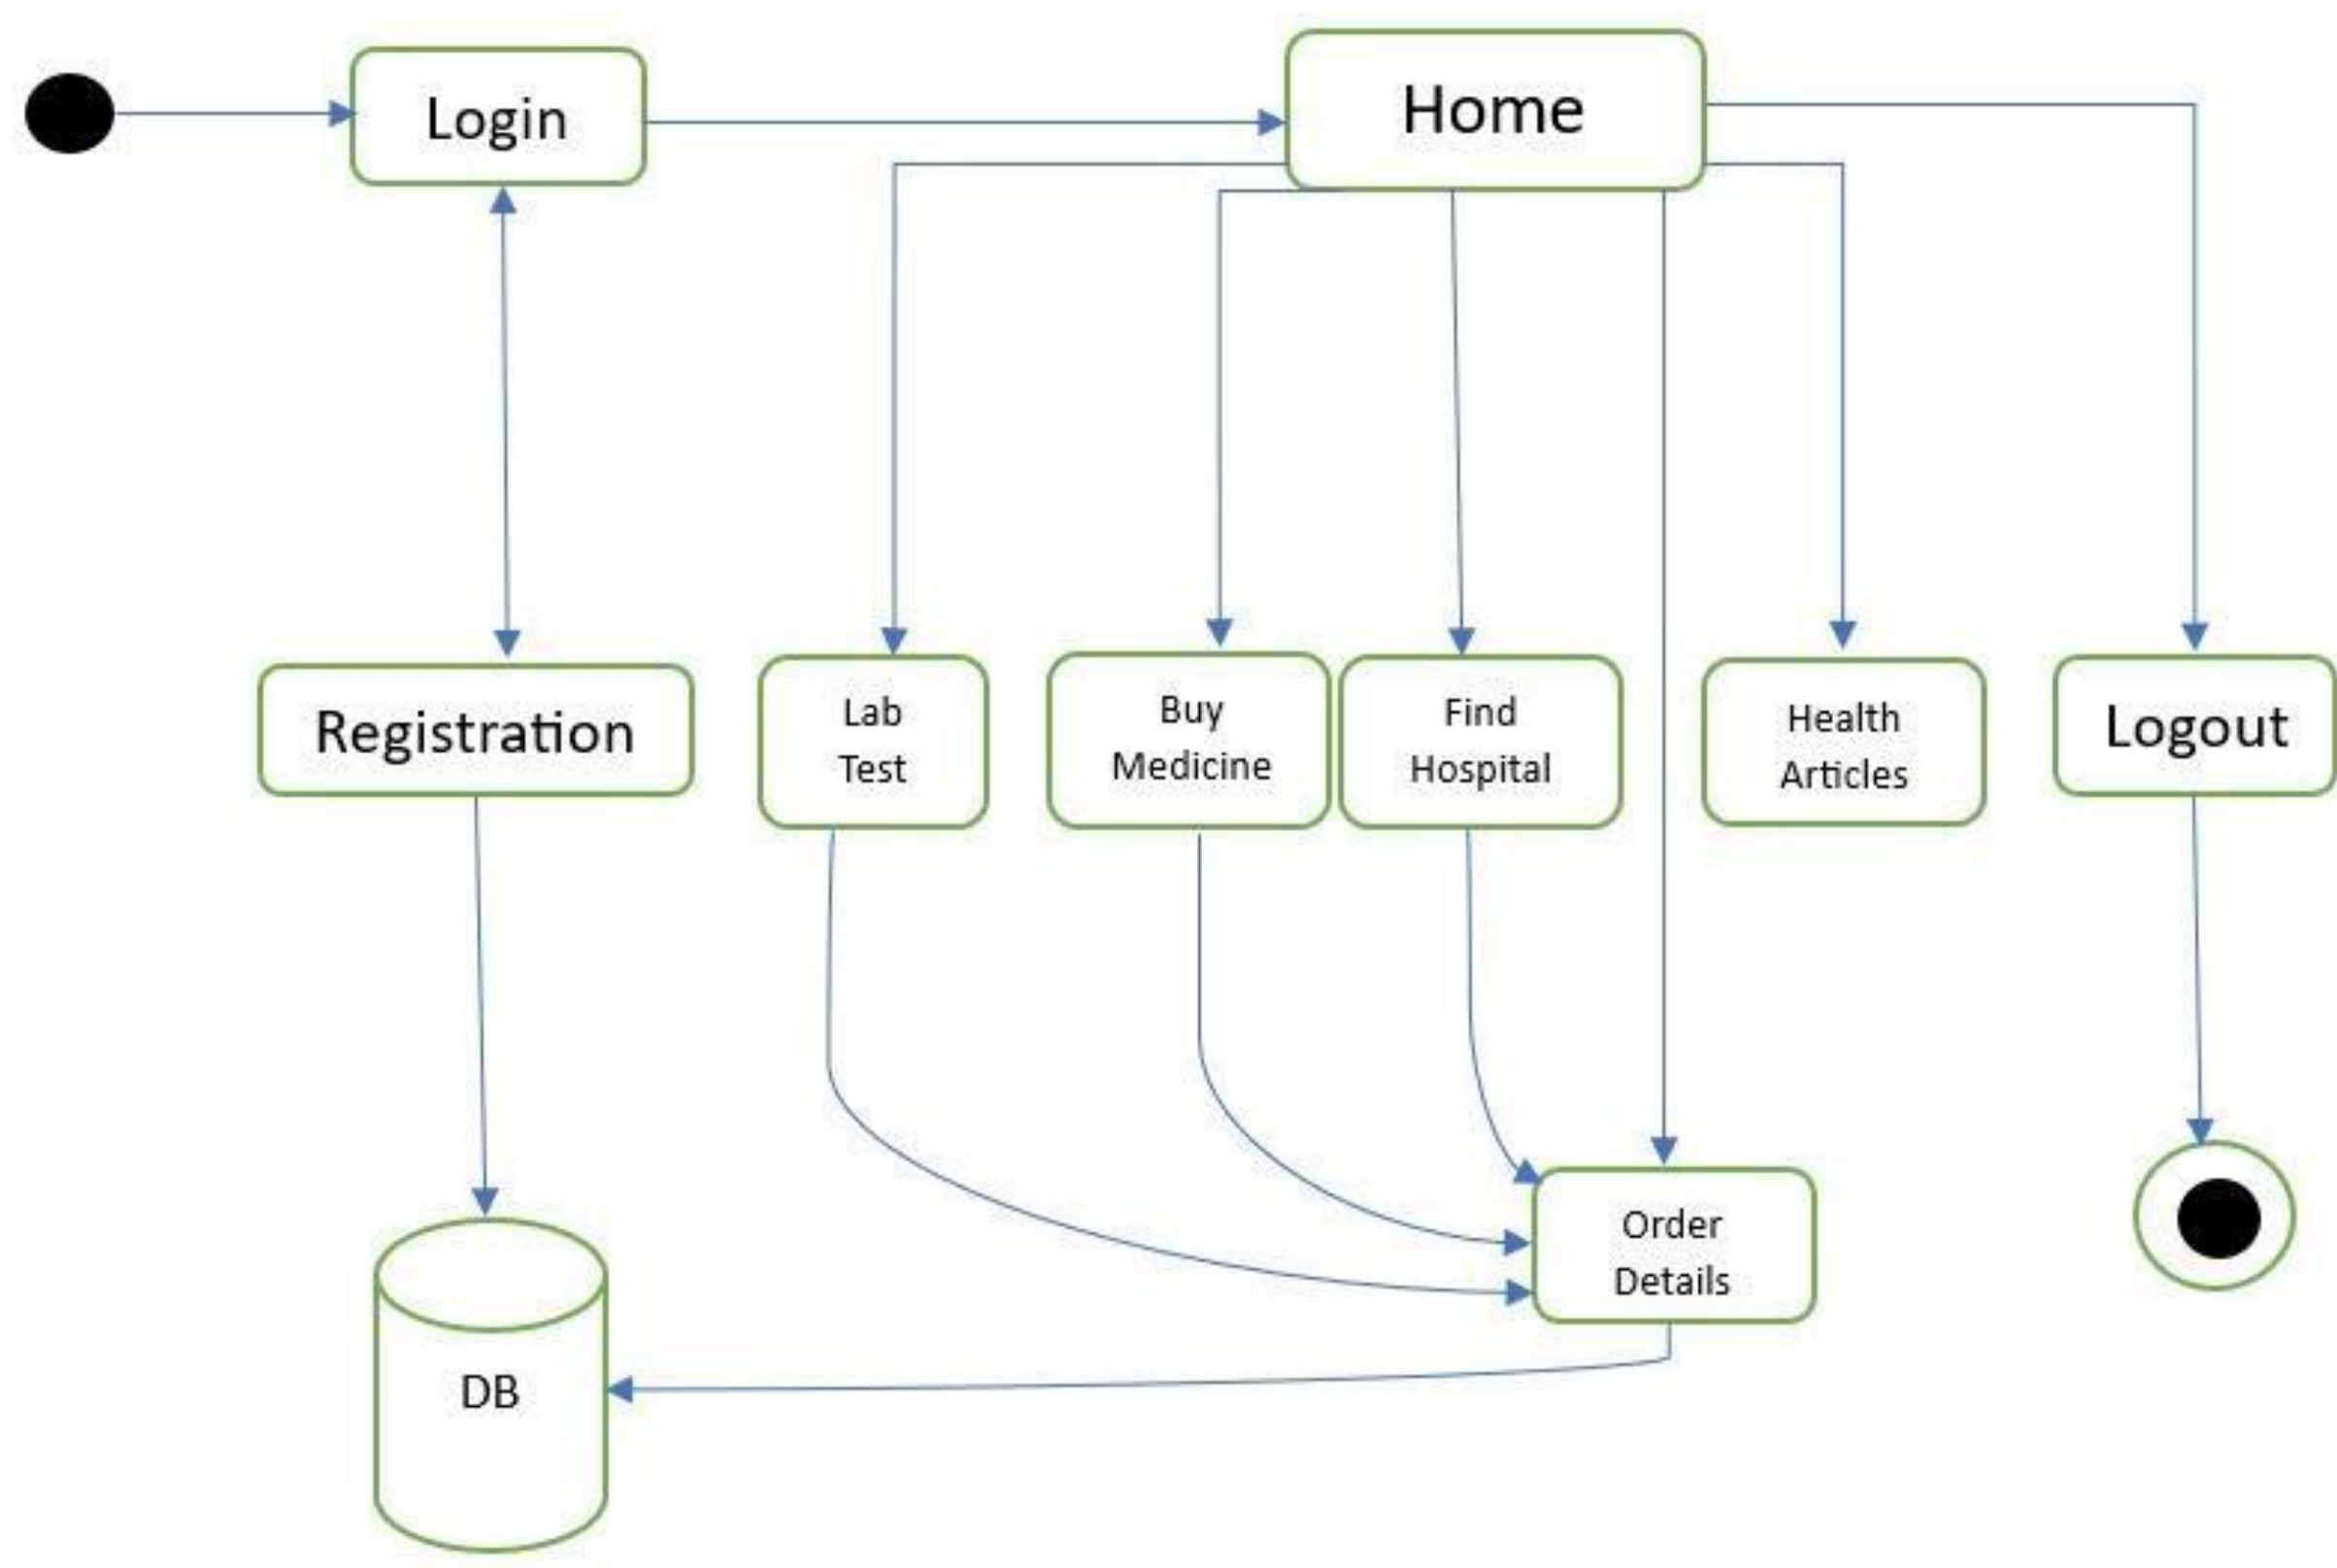 Login
Home
Registration
Lab
Test
Buy
Medicine
Find
Hospital
Health
Articles
Logout
Order
Details
DB